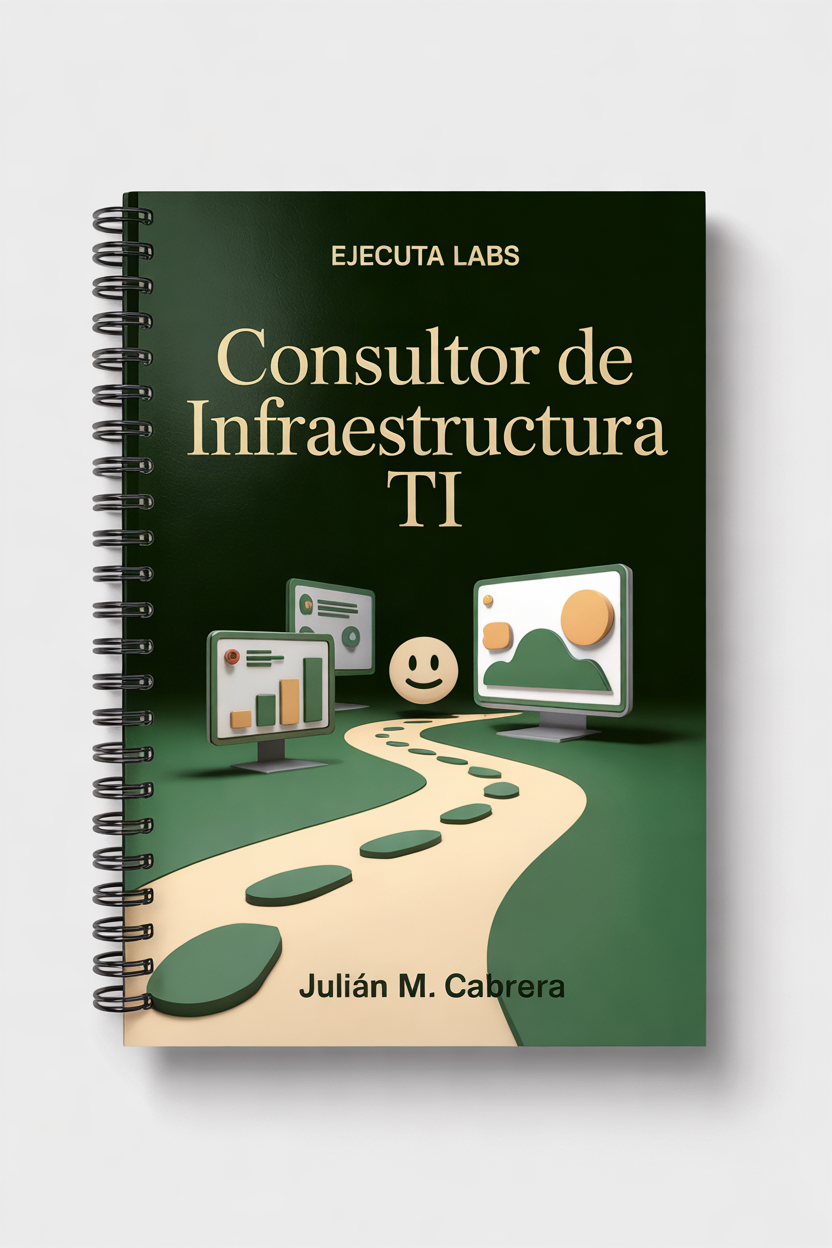 EJECUTA LABS
Consultor de
Infraestructura
TI
Julián M. Cabrera